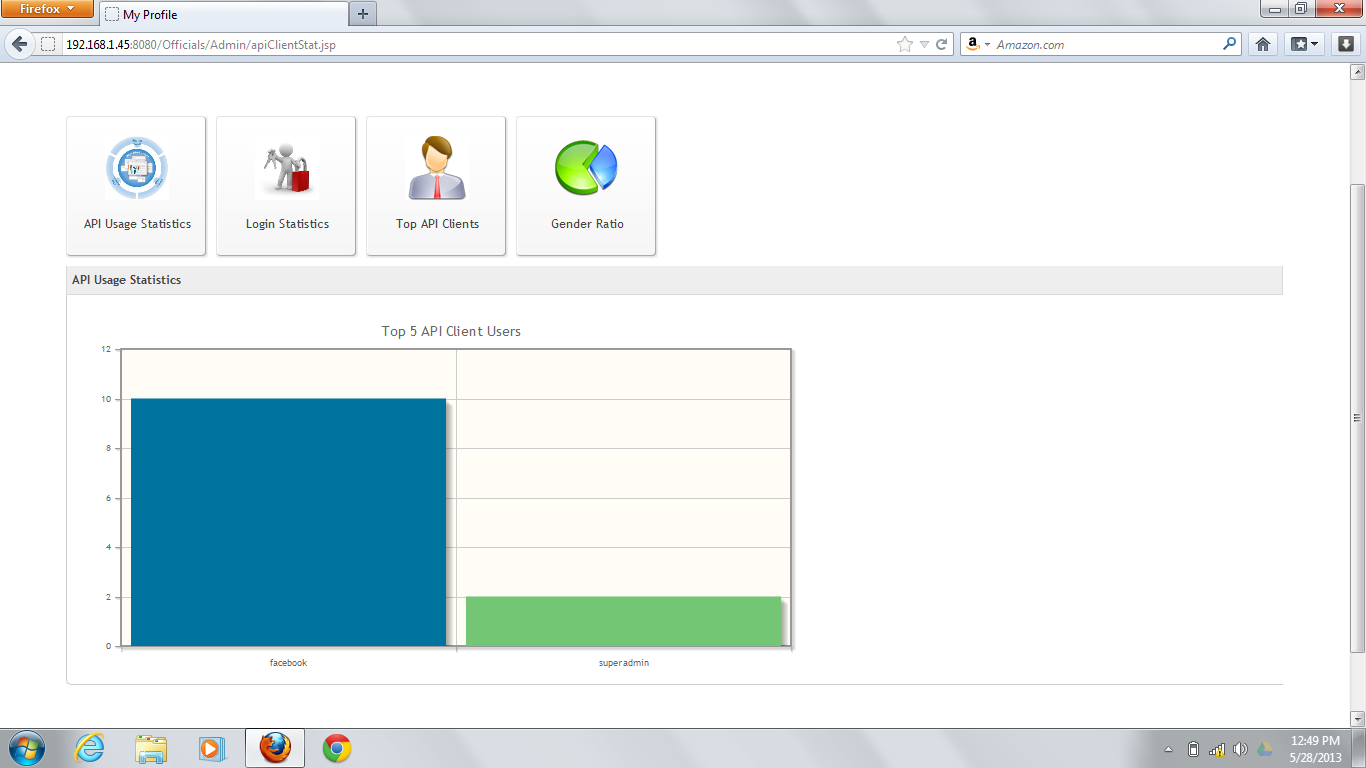 Firefox
My Profile
192.168.1.45:8080/Officials/Admin/apiClientStat.jsp
Amazon.com
API Usage Statistics
Login Statistics
Top API Clients
Gender Ratio
API Usage Statistics
Top 5 API Client Users
12
10
8
6
4
2
0
facebook
superadmin
12:49 PM
5/28/2013